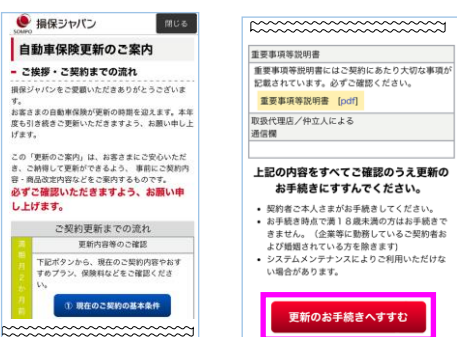 損保ジャパン
SOMPO
閉じる
自動車保険更新のご案内
ご挨拶・ご契約までの流れ
損保ジャパンをご愛顧いただきありがとうございま
す。
お客さまの自動車保険が更新の時期を迎えます。本年
度も引き続きご更新いただきますよう、お願い申し上
げます。
この「更新のご案内」は、お客さまにご安心いただ
き、ご納得して更新ができるよう、事前にご契約内
容・商品改定内容などをご案内するものです。
必ずご確認いただきますよう、お願い申
し上げます。
ご契約更新までの流れ
満期月2か月前
更新内容等のご確認
下記ボタンから、現在のご契約内容やおす
すめプラン、保険料などをご確認くださ
い。
① 現在のご契約の基本条件
重要事項等説明書
重要事項等説明書にはご契約にあたり大切な事項が
記載されています。必ずご確認ください。
重要事項等説明書 [pdf]
取扱代理店／仲立人による
通信欄
上記の内容をすべてご確認のうえ更新の
お手続きにすすんでください。
• 契約者ご本人さまがお手続きしてください。
• お手続き時点で満18歳未満の方はお手続きで
きません。（企業等に勤務しているご契約者お
よび婚姻されている方を除きます)
• システムメンテナンスによりご利用いただけな
い場合があります。
更新のお手続きへすすむ